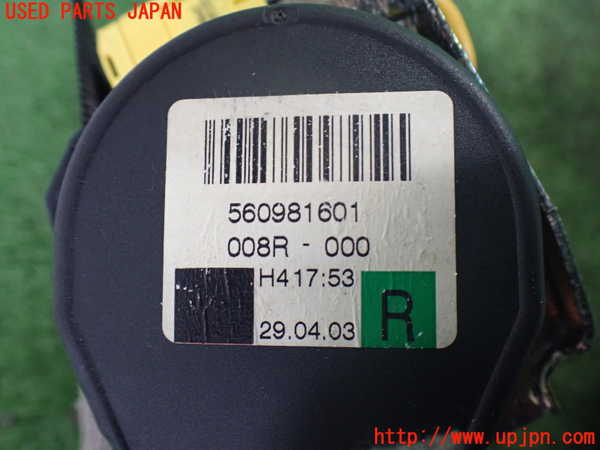 USED PARTS JAPAN
560981601
008R - 000
H417:53
29.04.03
R
http://www.upjpn.com/